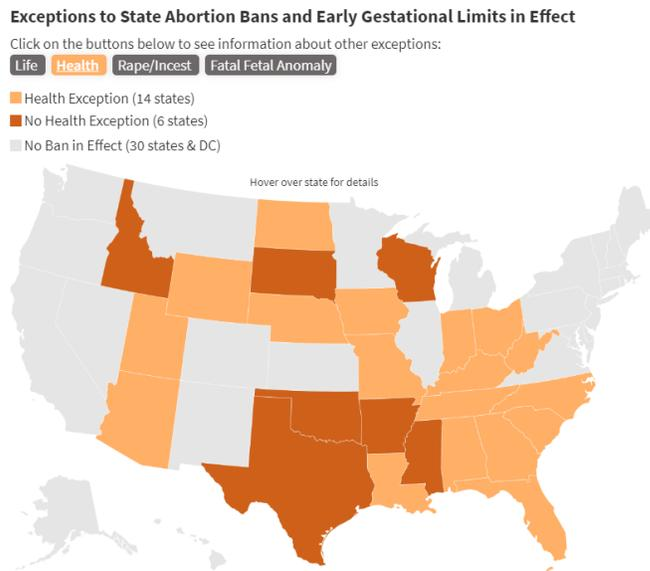 Exceptions to State Abortion Bans and Early Gestational Limits in Effect
Click on the buttons below to see information about other exceptions:
Life Health Rape/Incest Fatal Fetal Anomaly
Health Exception (14 states)
No Health Exception (6 states)
No Ban in Effect (30 states & DC)
Hover over state for details